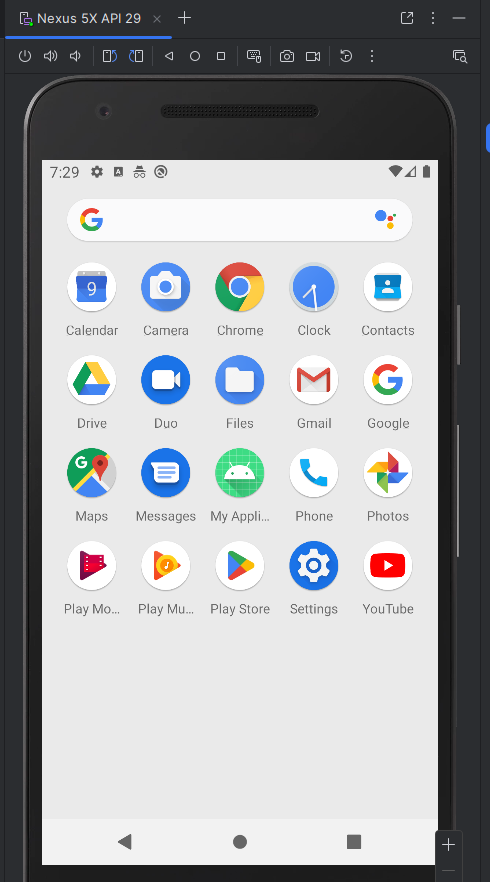 Nexus 5X API 29
7:29 A
G
9
Calendar Camera Chrome Clock Contacts
G
Drive Duo Files Gmail Google
G
Maps Messages My Appli... Phone Photos
Play Mo... Play Mu... Play Store Settings YouTube